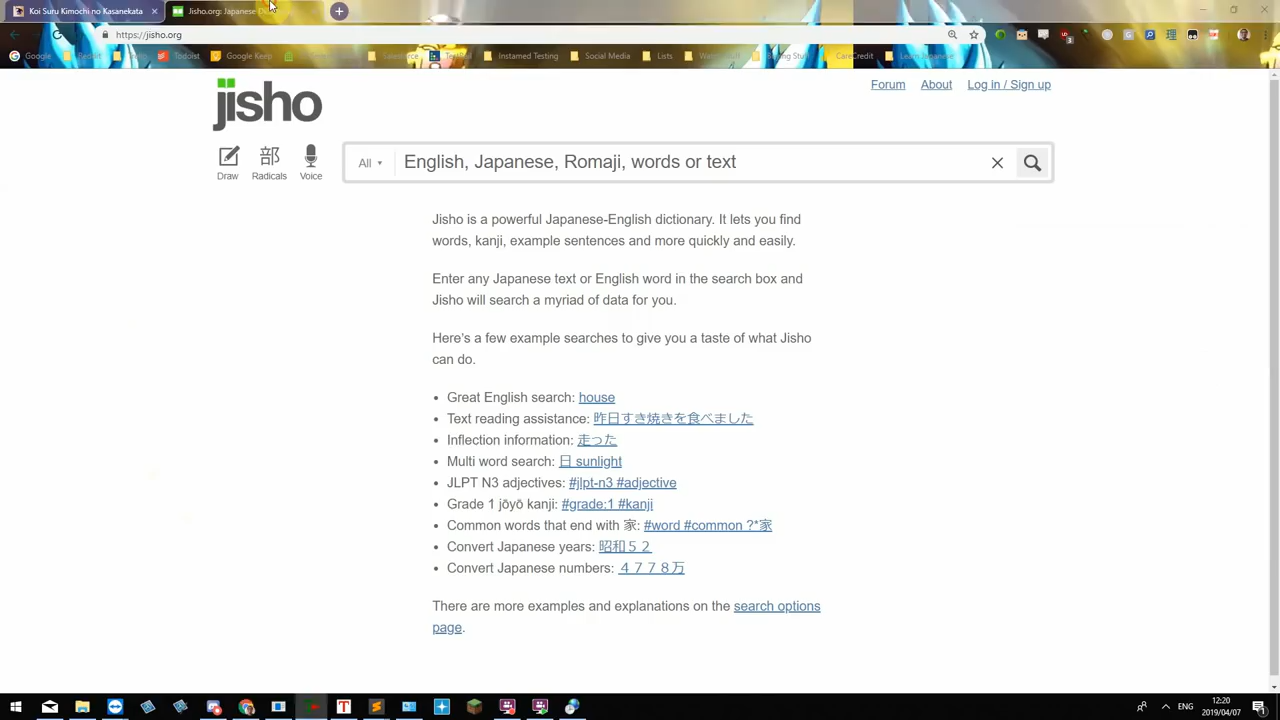 Koi Suru Kimochi no Kasanekata
Jisho.org: Japanese
https://jisho.org
Google
Todoist
Google Keep
Instamed Testing
Social Media
Lists
CareCredit
Forum
About
Log in / Sign up
jisho
Draw
部
Radicals
Voice
All
English, Japanese, Romaji, words or text
Jisho is a powerful Japanese-English dictionary. It lets you find
words, kanji, example sentences and more quickly and easily.
Enter any Japanese text or English word in the search box and
Jisho will search a myriad of data for you.
Here's a few example searches to give you a taste of what Jisho
can do.
Great English search: house
Text reading assistance: 昨日すき焼きを食べました
Inflection information: 走った
Multi word search: 日 sunlight
JLPT N3 adjectives: #jlpt-n3 #adjective
Grade 1 jōyō kanji: #grade:1 #kanji
Common words that end with 家: #word #common ?*家
Convert Japanese years: 昭和５２
Convert Japanese numbers: ４７７８万
There are more examples and explanations on the search options
page.
ENG
12:20
2019/04/07